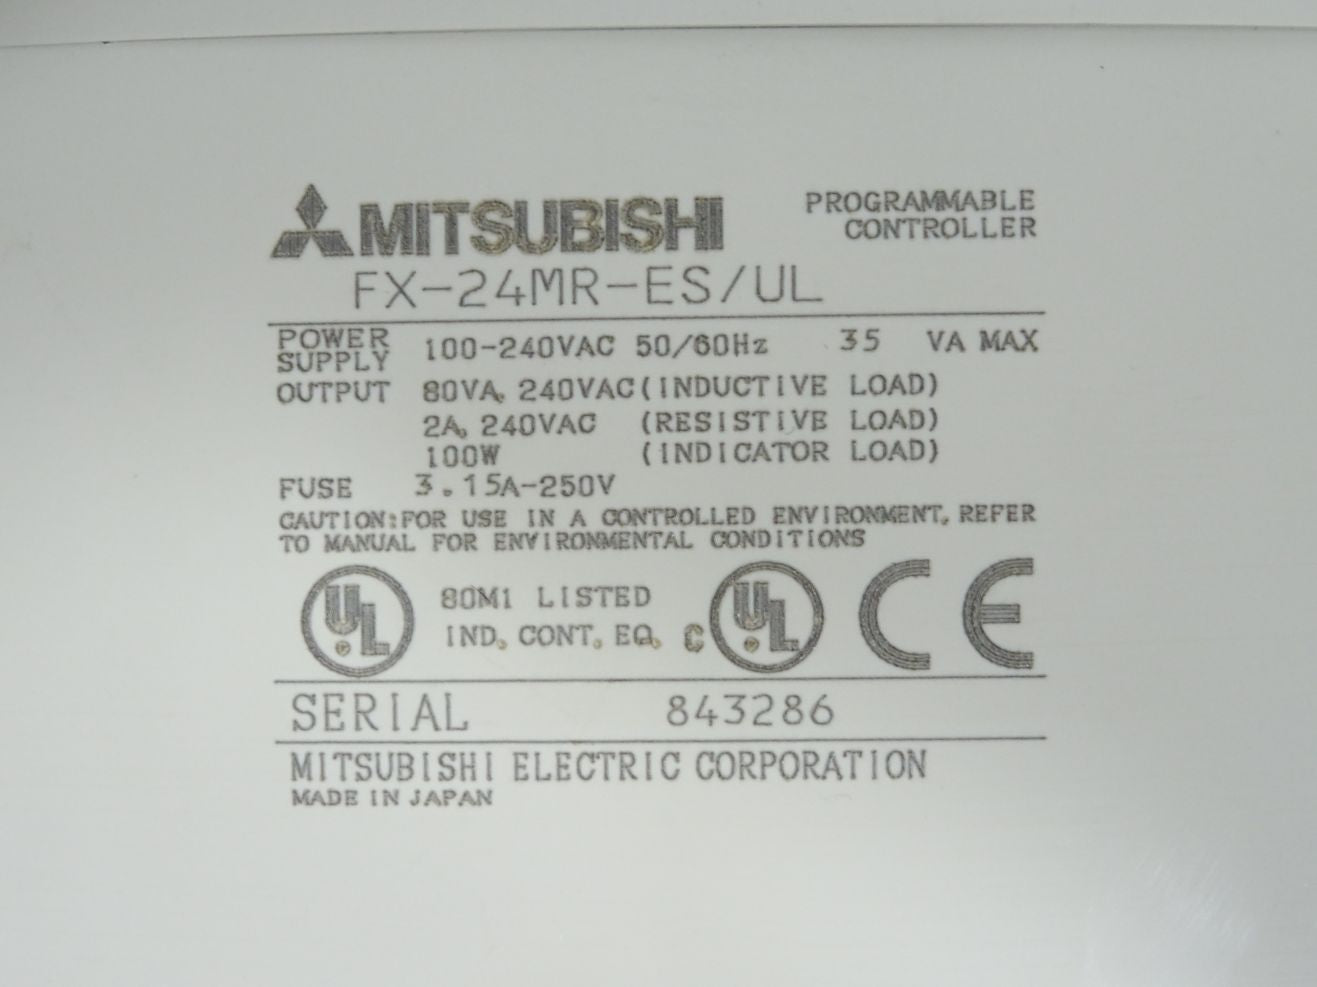 MITSUBISHI
PROGRAMMABLE
CONTROLLER
FX-24MR-ES/UL
POWER SUPPLY 100-240VAC 50/60Hz 35 VA MAX
OUTPUT 80VA, 240VAC(INDUCTIVE LOAD)
2A, 240VAC (RESISTIVE LOAD)
100W (INDICATOR LOAD)
FUSE 3.15A-250V
CAUTION:FOR USE IN A CONTROLLED ENVIRONMENT, REFER
TO MANUAL FOR ENVIRONMENTAL CONDITIONS
UL 80M1 LISTED
IND. CONT. EQ. C UL CE
SERIAL 843286
MITSUBISHI ELECTRIC CORPORATION
MADE IN JAPAN